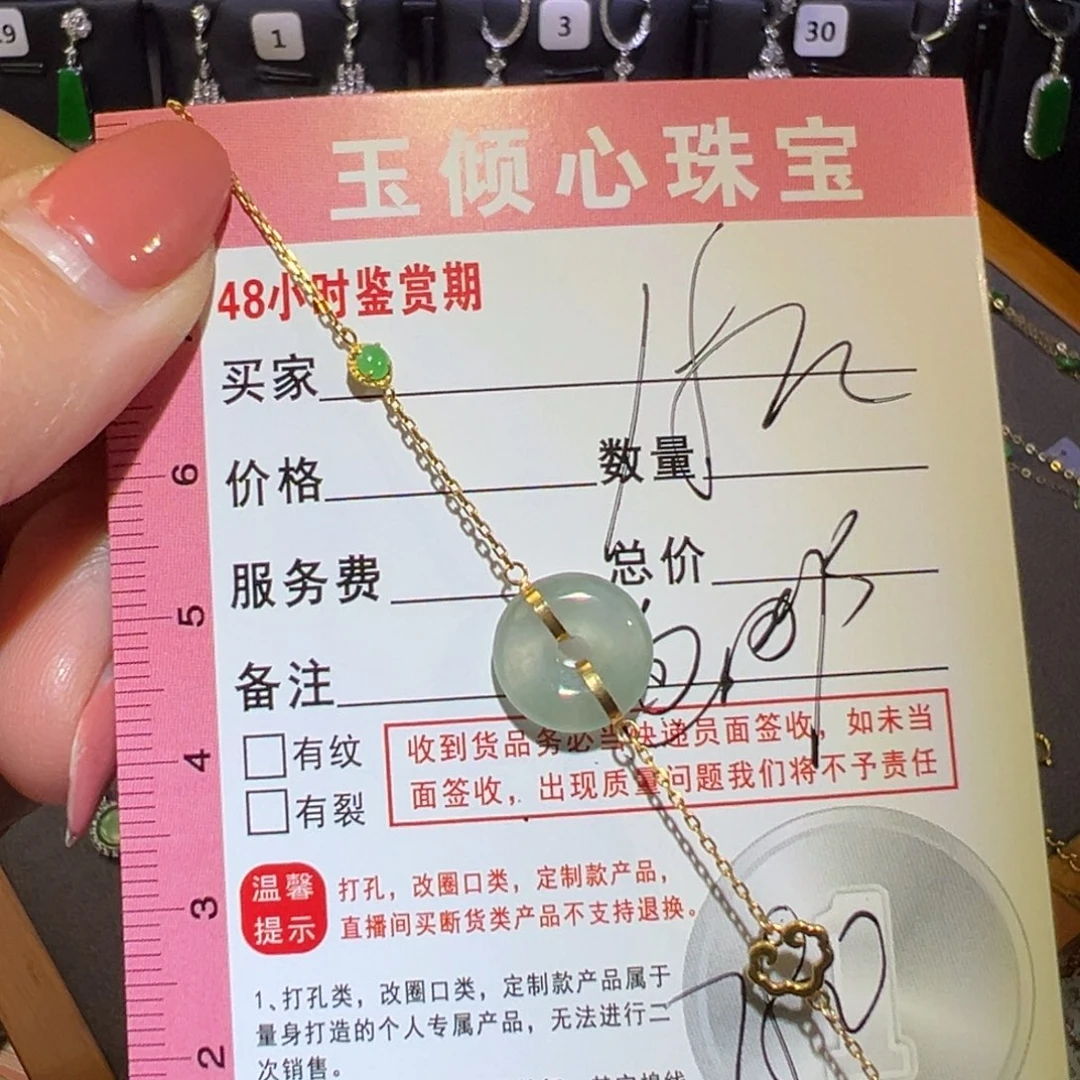 1
3
30
玉倾心珠宝
48小时鉴赏期
买家
价格 数量
服务费 总价
备注
有纹
有裂
收到货品务必当快递员面签收,如未当
面签收,出现质量问题我们将不予责任
温馨
提示
打孔,改圈口类,定制款产品,
直播间买断货类产品不支持退换。
1、打孔类,改圈口类,定制款产品属于
量身打造的个人专属产品,无法进行二
次销售。
6
5
4
3
2